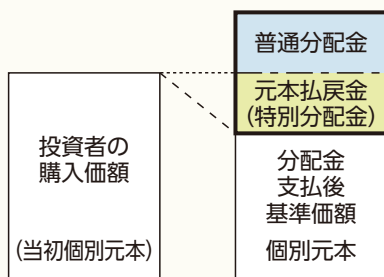 普通分配金
元本払戻金
(特別分配金)
投資者の
購入価額
(当初個別元本)
分配金
支払後
基準価額
個別元本